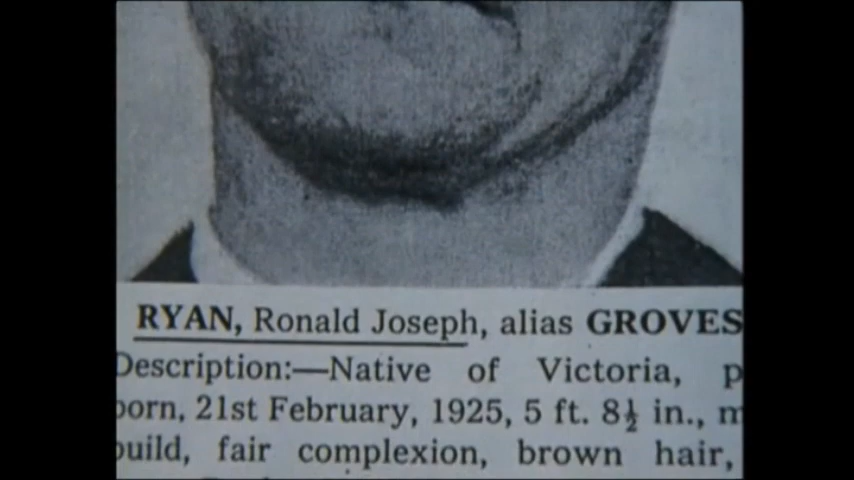 RYAN, Ronald Joseph, alias GROVES
Description:—Native of Victoria, p
born, 21st February, 1925, 5 ft. 8½ in., m
build, fair complexion, brown hair,